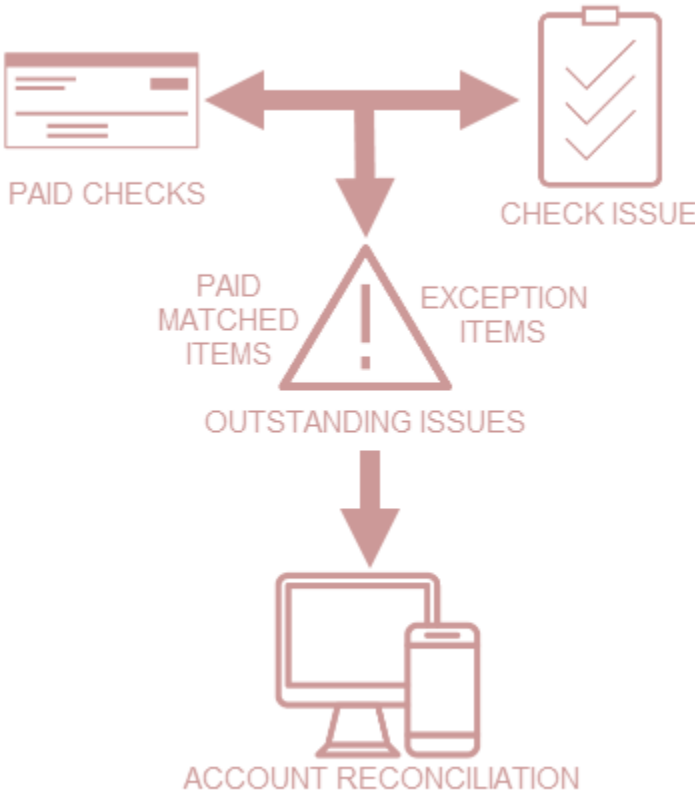 PAID CHECKS
CHECK ISSUE
PAID
MATCHED
ITEMS
EXCEPTION
ITEMS
OUTSTANDING ISSUES
ACCOUNT RECONCILIATION